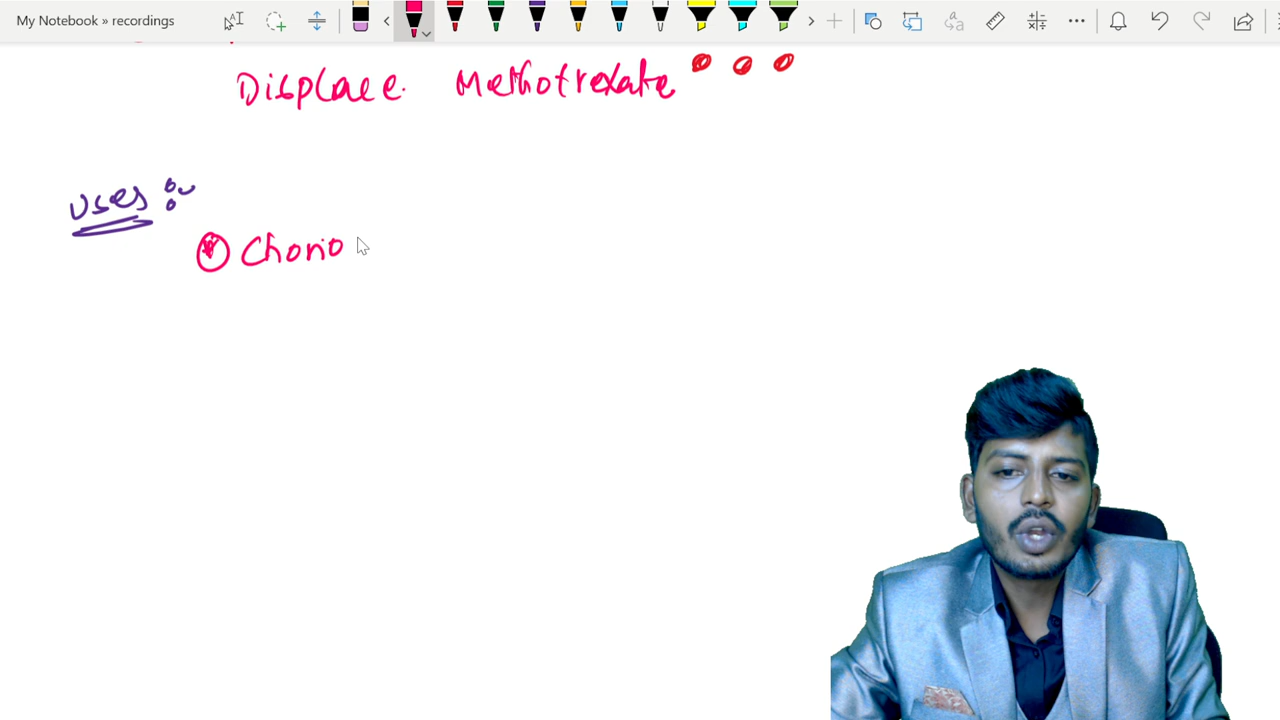 My Notebook » recordings
Displace Methotrexate
Uses :~
Chorio